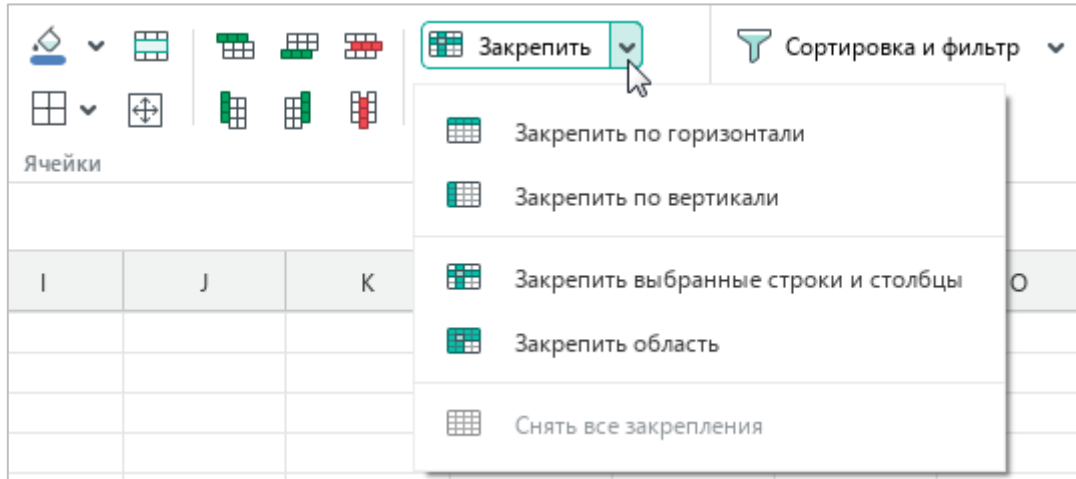 Закрепить
Сортировка и фильтр
Закрепить по горизонтали
Ячейки
Закрепить по вертикали
I J K O
Закрепить выбранные строки и столбцы
Закрепить область
Снять все закрепления